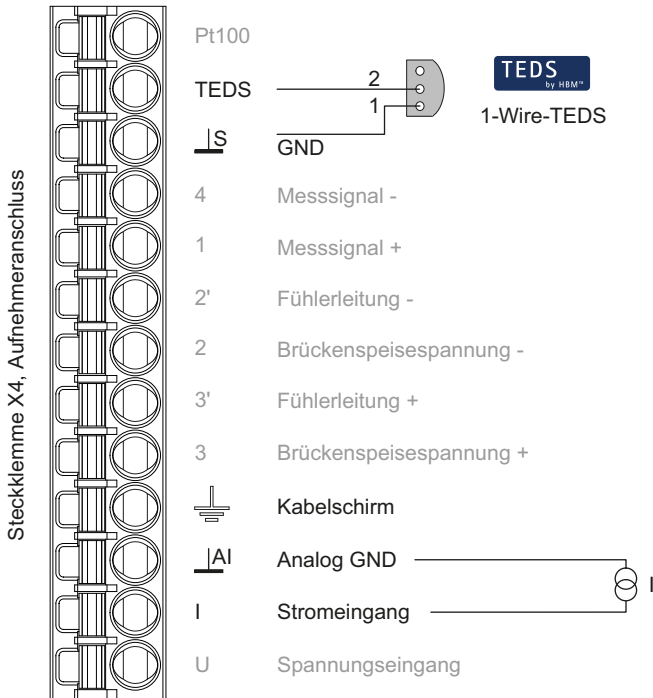 Steckklemme X4, Aufnehmeranschluss
Pt100
TEDS
2
1
TEDS
by HBM™
1-Wire-TEDS
S
GND
4 Messsignal -
1 Messsignal +
2' Fühlerleitung -
2 Brückenspeisespannung -
3' Fühlerleitung +
3 Brückenspeisespannung +
Kabelschirm
AI Analog GND
I
I Stromeingang
U Spannungseingang